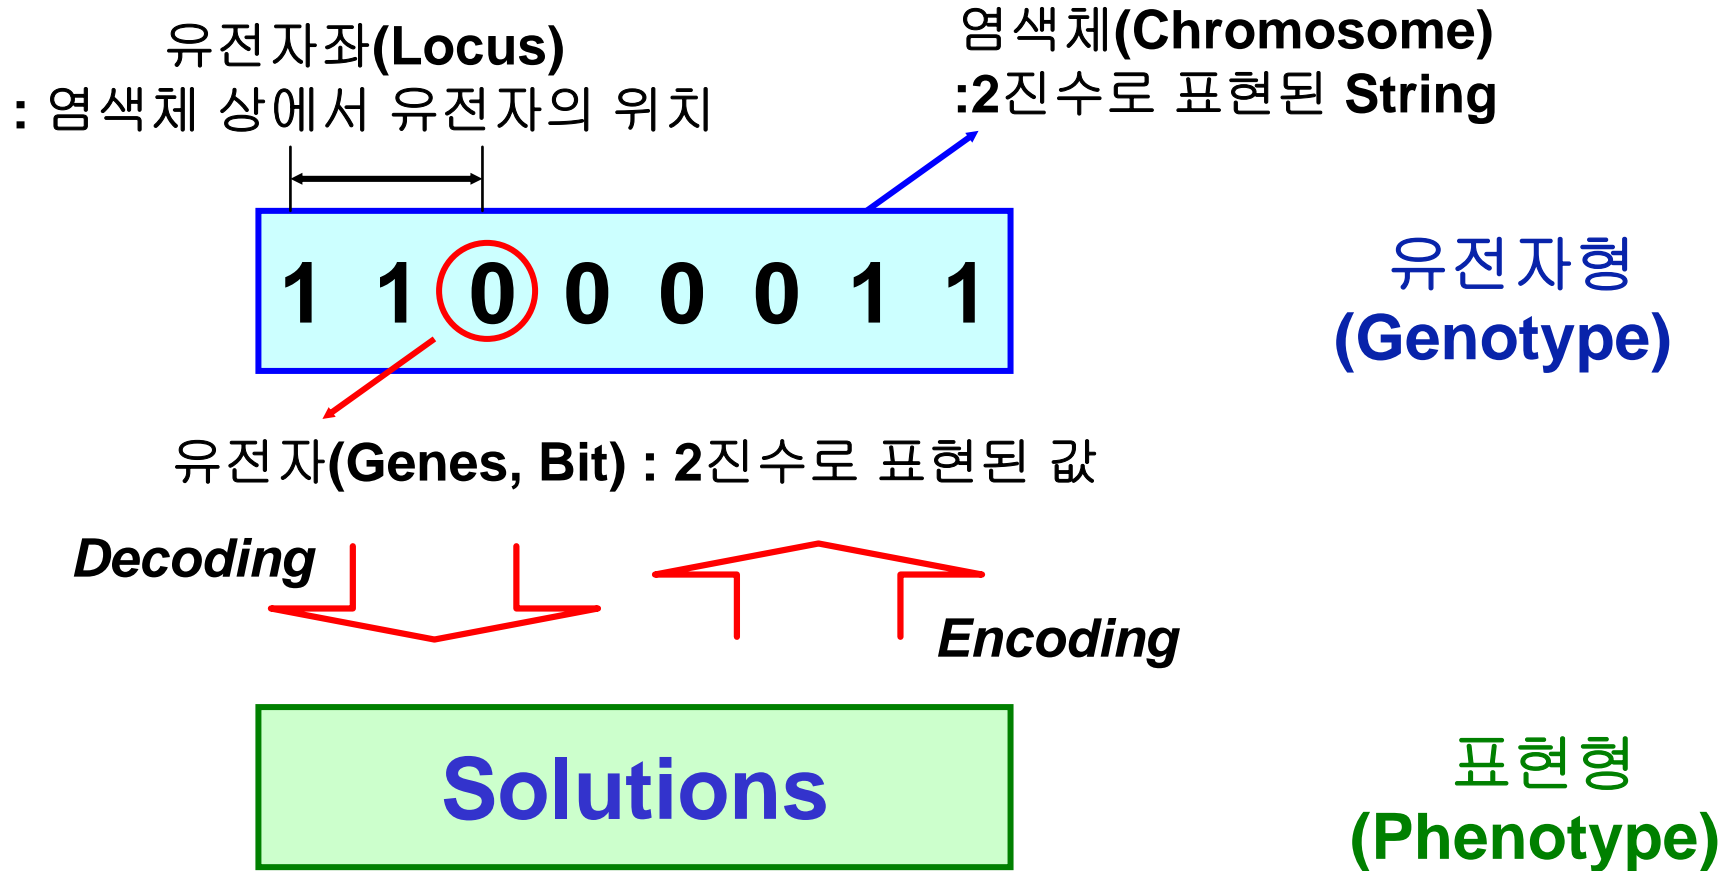 유전자좌(Locus)
: 염색체 상에서 유전자의 위치
염색체(Chromosome)
:2진수로 표현된 String
1 1 0 0 0 0 1 1
유전자형
(Genotype)
유전자(Genes, Bit) : 2진수로 표현된 값
Decoding
Encoding
Solutions
표현형
(Phenotype)